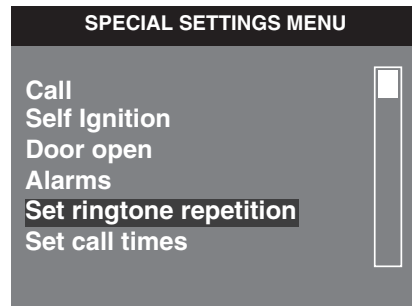 SPECIAL SETTINGS MENU
Call
Self Ignition
Door open
Alarms
Set ringtone repetition
Set call times